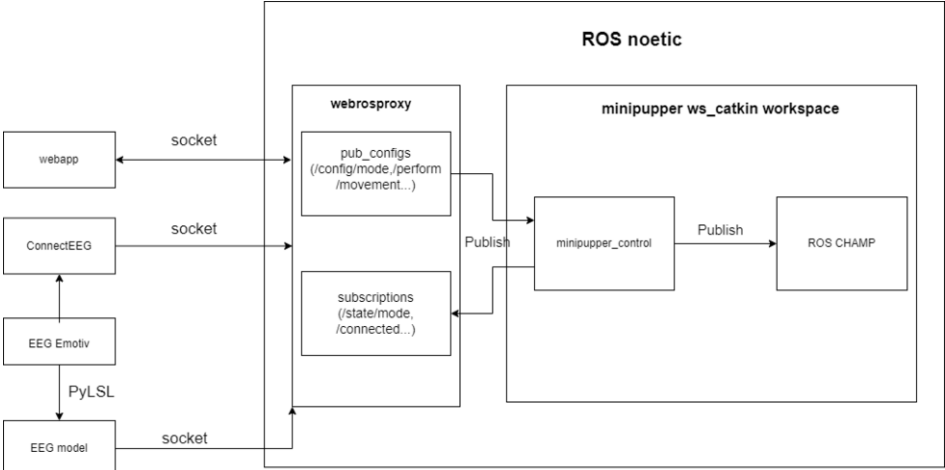 ROS noetic
webrosproxy
minipupper ws_catkin workspace
socket
webapp
pub_configs
(/config/mode,/perform
/movement...)
ConnectEEG
socket
Publish
minipupper_control
Publish
ROS CHAMP
subscriptions
(/state/mode,
/connected...)
EEG Emotiv
PyLSL
EEG model
socket